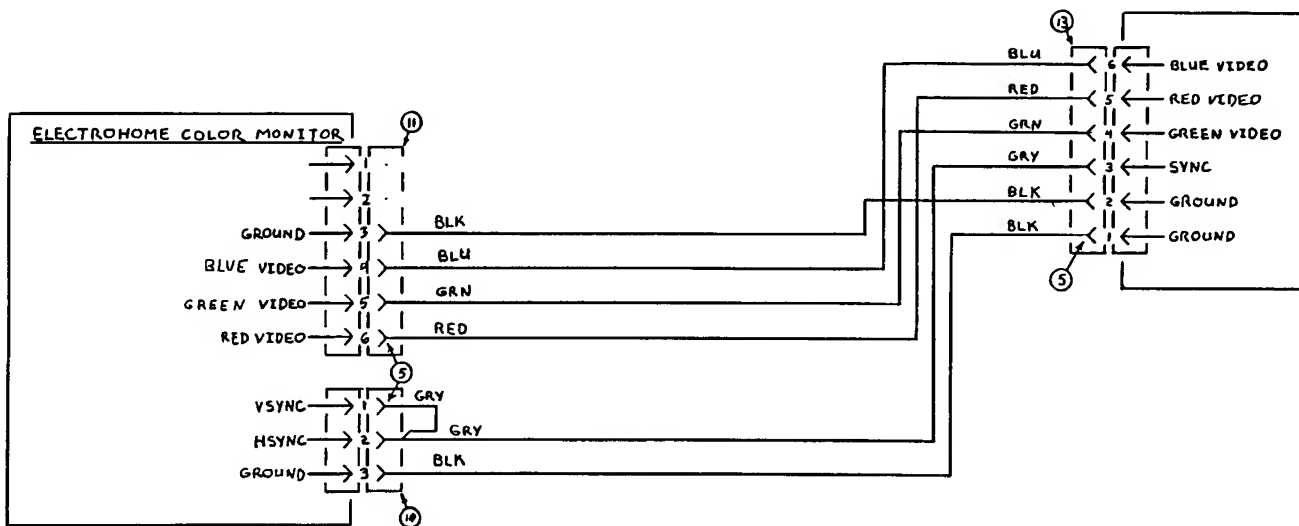 ELECTROHOME COLOR MONITOR
11
1
2
GROUND 3 BLK
BLUE VIDEO 4 BLU
GREEN VIDEO 5 GRN
RED VIDEO 6 RED
5
VSYNC 1 GRY
HSYNC 2 GRY
GROUND 3 BLK
10
13
BLU 6 BLUE VIDEO
RED 5 RED VIDEO
GRN 4 GREEN VIDEO
GRY 3 SYNC
BLK 2 GROUND
BLK 1 GROUND
5